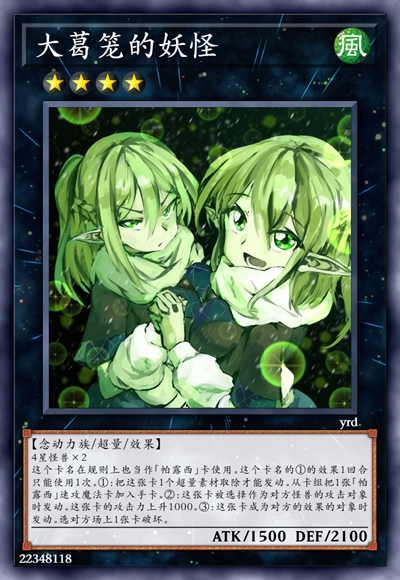 大葛笼的妖怪
風
yrd
【念动力族/超量/效果】
4星怪兽×2
这个卡名在规则上也当作「帕露西」卡使用。这个卡名的①的效果1回合
只能使用1次。①:把这张卡1个超量素材取除才能发动。从卡组把1张「帕
露西」速攻魔法卡加入手卡。②:这张卡被选择作为对方怪兽的攻击对象
时发动。这张卡的攻击力上升1000。③:这张卡成为对方的效果的对象时
发动。选对方场上1张卡破坏。
ATK/1500 DEF/2100
22348118